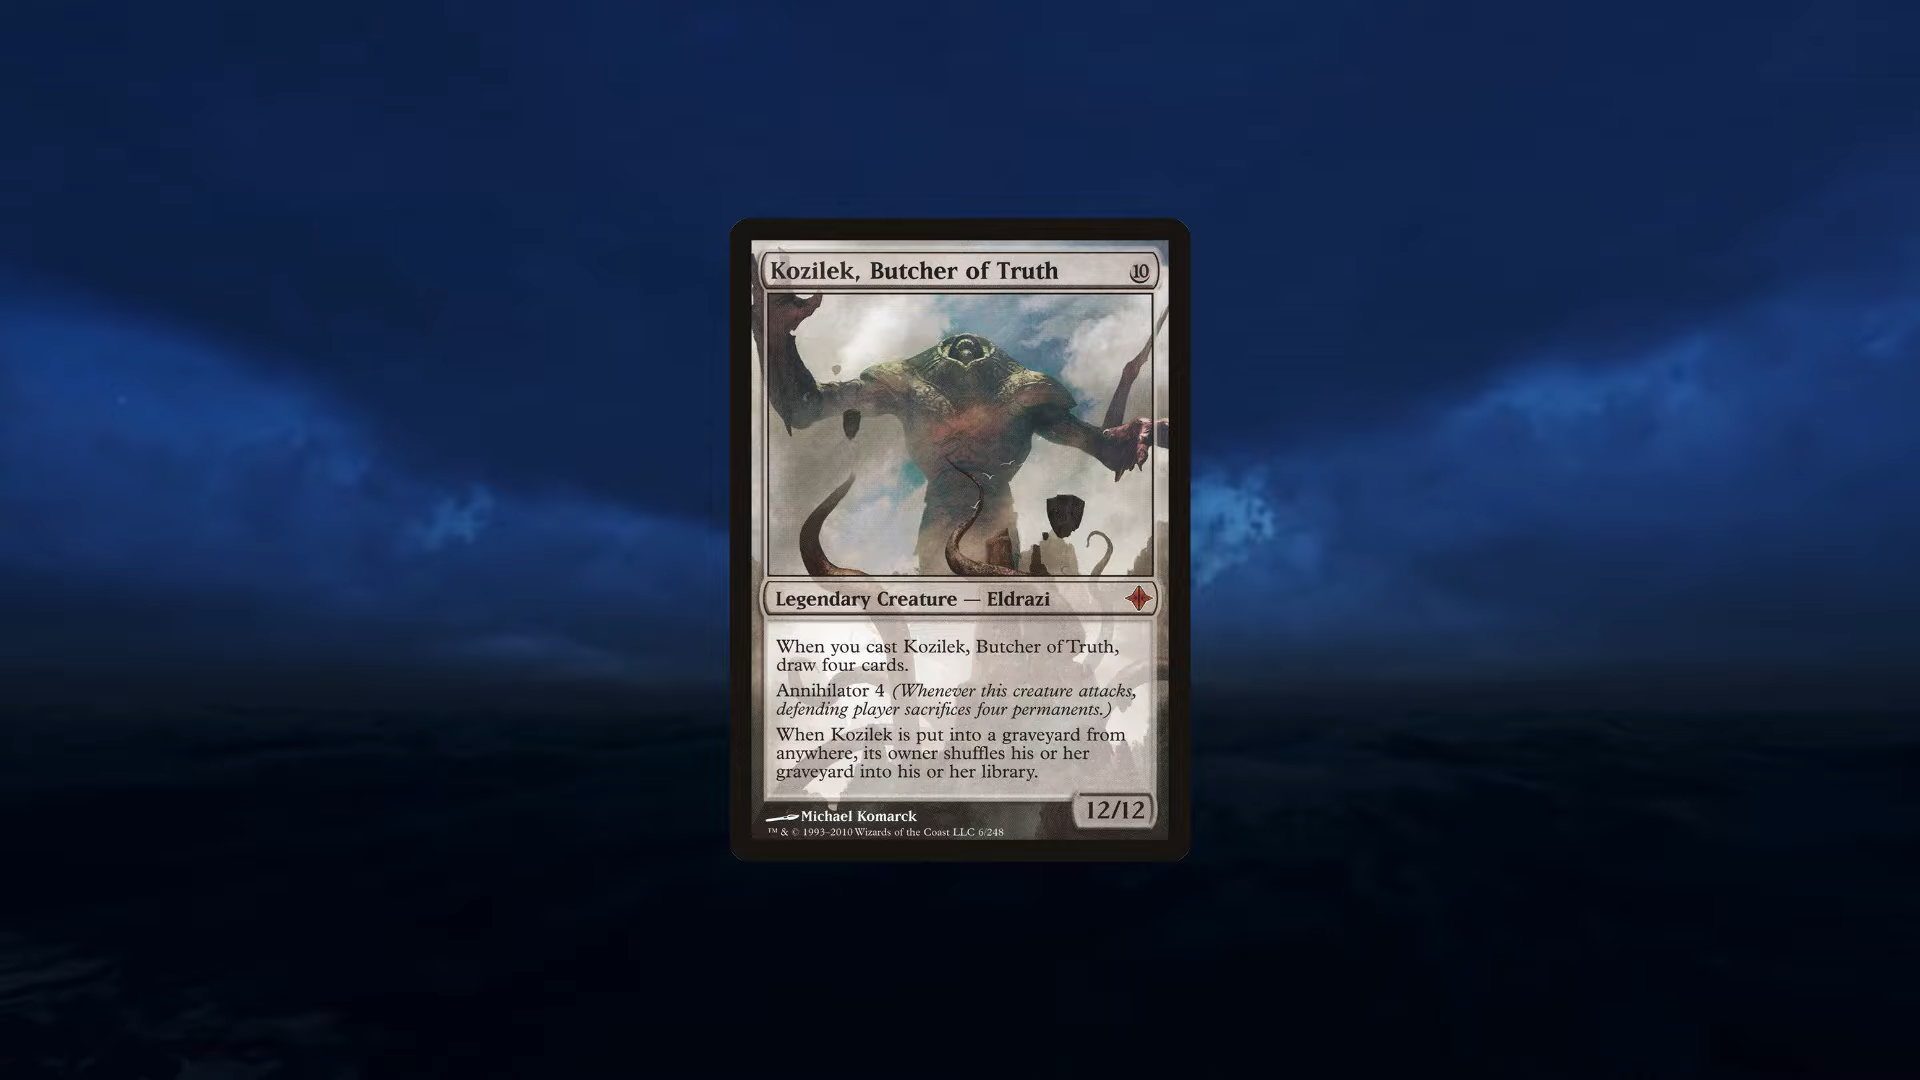 Kozilek, Butcher of Truth 10
Legendary Creature — Eldrazi
When you cast Kozilek, Butcher of Truth,
draw four cards.
Annihilator 4 (Whenever this creature attacks,
defending player sacrifices four permanents.)
When Kozilek is put into a graveyard from
anywhere, its owner shuffles his or her
graveyard into his or her library.
12/12
Michael Komarck
™ & © 1993–2010 Wizards of the Coast LLC 6/248